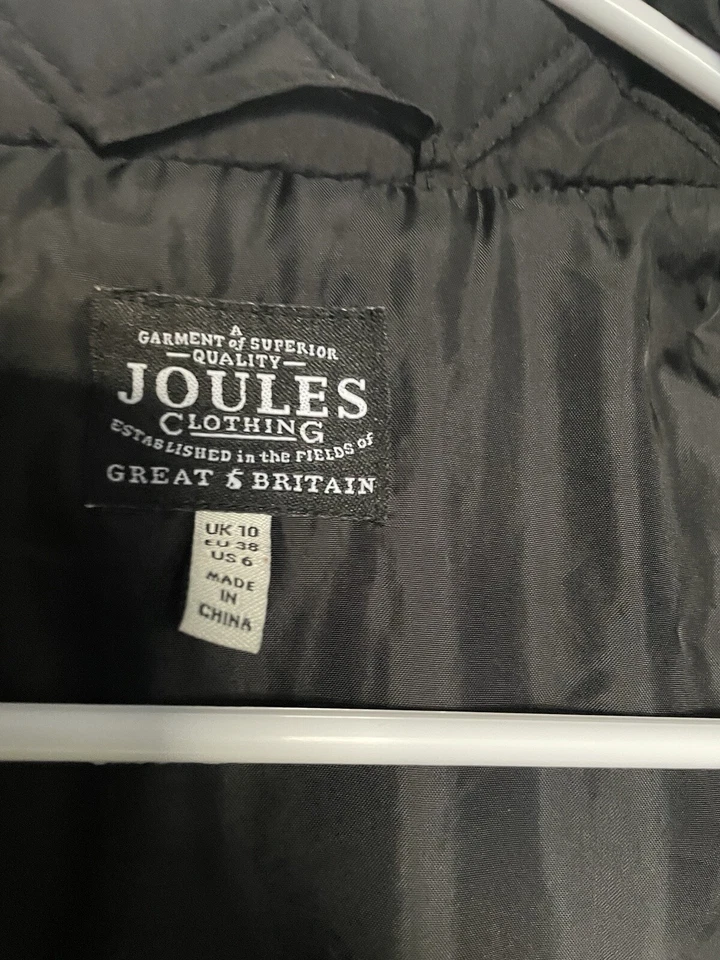 A
GARMENT of SUPERIOR
QUALITY
JOULES
CLOTHING
ESTABLISHED in the FIELDS of
GREAT BRITAIN
UK 10
EU 38
US 6
MADE
IN
CHINA